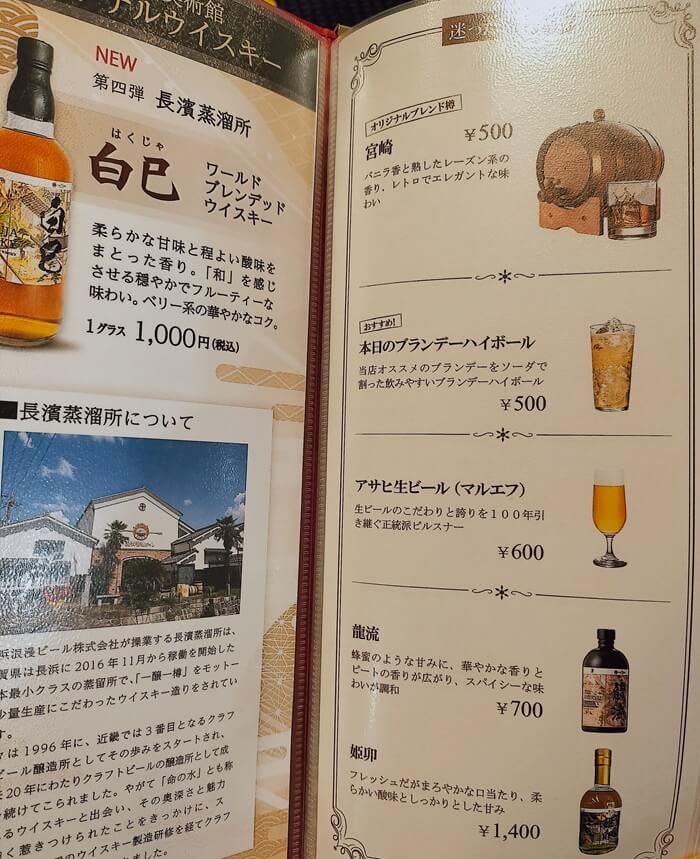 美術館
ナルウイスキー
NEW
第四弾 長濱蒸溜所
はくじゃ
白巳
ワールド
ブレンデッド
ウイスキー
柔らかな甘味と程よい酸味を
まとった香り。「和」を感じ
させる穏やかでフルーティーな
味わい。ベリー系の華やかなコク。
1グラス 1,000円(税込)
白巳
■長濱蒸溜所について
浜浪漫ビール株式会社が操業する長濱蒸溜所は、
賀県は長浜に2016年11月から稼働を開始した
本最小クラスの蒸留所で、「一醸一樽」をモットー
少量生産にこだわったウイスキー造りをされてい
す。
々は1996年に、近畿では3番目となるクラフ
ビール醸造所としてその歩みをスタートされ、
20年にわたりクラフトビールの醸造所として成
続けてこられました。やがて「命の水」とも称
るウイスキーと出会い、その奥深さと魅力
く惹きつけられたことをきっかけに、ス
のウイスキー製造研修を経てクラフ
ました。
迷っ
オリジナルブレンド樽
宮崎
¥500
バニラ香と熟したレーズン系の
香り、レトロでエレガントな味
わい
おすすめ!
本日のブランデーハイボール
当店オススメのブランデーをソーダで
割った飲みやすいブランデーハイボール
¥500
アサヒ生ビール(マルエフ)
生ビールのこだわりと誇りを100年引
き継ぐ正統派ピルスナー
¥600
龍流
蜂蜜のような甘みに、華やかな香りと
ピートの香りが広がり、スパイシーな味
わいが調和
¥700
姫卯
フレッシュだがまろやかな口当たり、柔
らかい酸味としっかりとした甘み
¥1,400